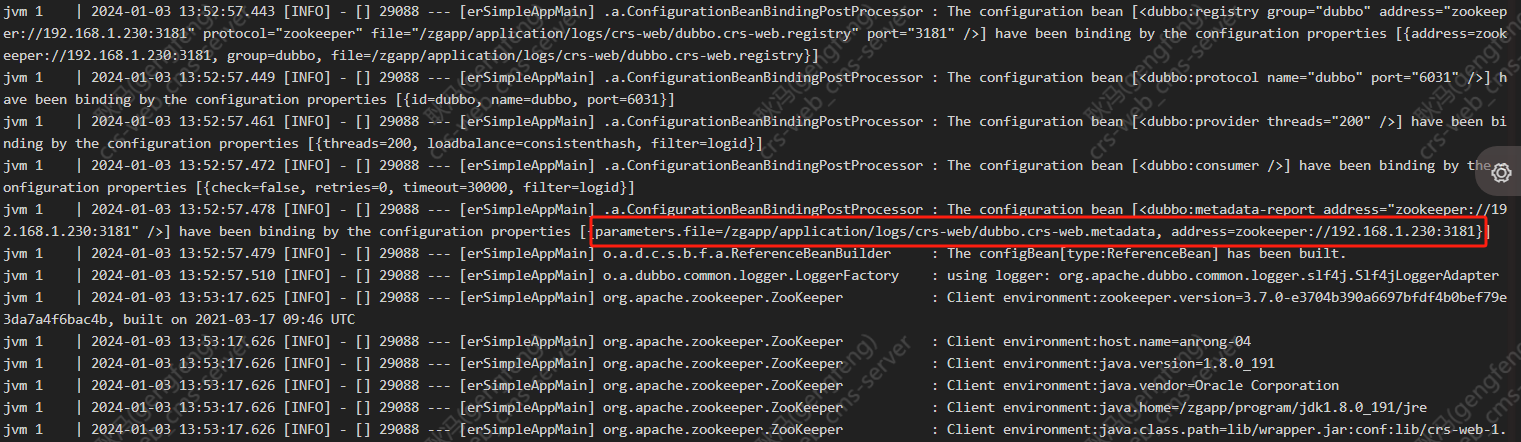 jvm 1    | 2024-01-03 13:52:57.443 [INFO] - [] 29088 --- [erSimpleAppMain] .a.ConfigurationBeanBindingPostProcessor : The configuration bean [<dubbo:registry group="dubbo" address="zookeep
er://192.168.1.230:3181" protocol="zookeeper" file="/zgapp/application/logs/crs-web/dubbo.crs-web.registry" port="3181" />] have been binding by the configuration properties [{address=zook
eeper://192.168.1.230:3181, group=dubbo, file=/zgapp/application/logs/crs-web/dubbo.crs-web.registry}]
jvm 1    | 2024-01-03 13:52:57.449 [INFO] - [] 29088 --- [erSimpleAppMain] .a.ConfigurationBeanBindingPostProcessor : The configuration bean [<dubbo:protocol name="dubbo" port="6031" />] h
ave been binding by the configuration properties [{id=dubbo, name=dubbo, port=6031}]
jvm 1    | 2024-01-03 13:52:57.461 [INFO] - [] 29088 --- [erSimpleAppMain] .a.ConfigurationBeanBindingPostProcessor : The configuration bean [<dubbo:provider threads="200" />] have been bi
nding by the configuration properties [{threads=200, loadbalance=consistenthash, filter=logid}]
jvm 1    | 2024-01-03 13:52:57.472 [INFO] - [] 29088 --- [erSimpleAppMain] .a.ConfigurationBeanBindingPostProcessor : The configuration bean [<dubbo:consumer />] have been binding by the
onfiguration properties [{check=false, retries=0, timeout=30000, filter=logid}]
jvm 1    | 2024-01-03 13:52:57.478 [INFO] - [] 29088 --- [erSimpleAppMain] .a.ConfigurationBeanBindingPostProcessor : The configuration bean [<dubbo:metadata-report address="zookeeper://19
2.168.1.230:3181" />] have been binding by the configuration properties [{parameters.file=/zgapp/application/logs/crs-web/dubbo.crs-web.metadata, address=zookeeper://192.168.1.230:3181}]
jvm 1    | 2024-01-03 13:52:57.479 [INFO] - [] 29088 --- [erSimpleAppMain] o.a.d.c.s.b.f.a.ReferenceBeanBuilder     : The configBean[type:ReferenceBean] has been built.
jvm 1    | 2024-01-03 13:52:57.510 [INFO] - [] 29088 --- [erSimpleAppMain] o.a.dubbo.common.logger.LoggerFactory    : using logger: org.apache.dubbo.common.logger.slf4j.Slf4jLoggerAdapter
jvm 1    | 2024-01-03 13:53:17.625 [INFO] - [] 29088 --- [erSimpleAppMain] org.apache.zookeeper.ZooKeeper           : Client environment:zookeeper.version=3.7.0-e3704b390a6697bfdf4b0bef79e
3da7a4f6bac4b, built on 2021-03-17 09:46 UTC
jvm 1    | 2024-01-03 13:53:17.626 [INFO] - [] 29088 --- [erSimpleAppMain] org.apache.zookeeper.ZooKeeper           : Client environment:host.name=anrong-04
jvm 1    | 2024-01-03 13:53:17.626 [INFO] - [] 29088 --- [erSimpleAppMain] org.apache.zookeeper.ZooKeeper           : Client environment:java.version=1.8.0_191
jvm 1    | 2024-01-03 13:53:17.626 [INFO] - [] 29088 --- [erSimpleAppMain] org.apache.zookeeper.ZooKeeper           : Client environment:java.vendor=Oracle Corporation
jvm 1    | 2024-01-03 13:53:17.626 [INFO] - [] 29088 --- [erSimpleAppMain] org.apache.zookeeper.ZooKeeper           : Client environment:java.home=/zgapp/program/jdk1.8.0_191/jre
jvm 1    | 2024-01-03 13:53:17.626 [INFO] - [] 29088 --- [erSimpleAppMain] org.apache.zookeeper.ZooKeeper           : Client environment:java.class.path=lib/wrapper.jar:conf:lib/crs-web-1.